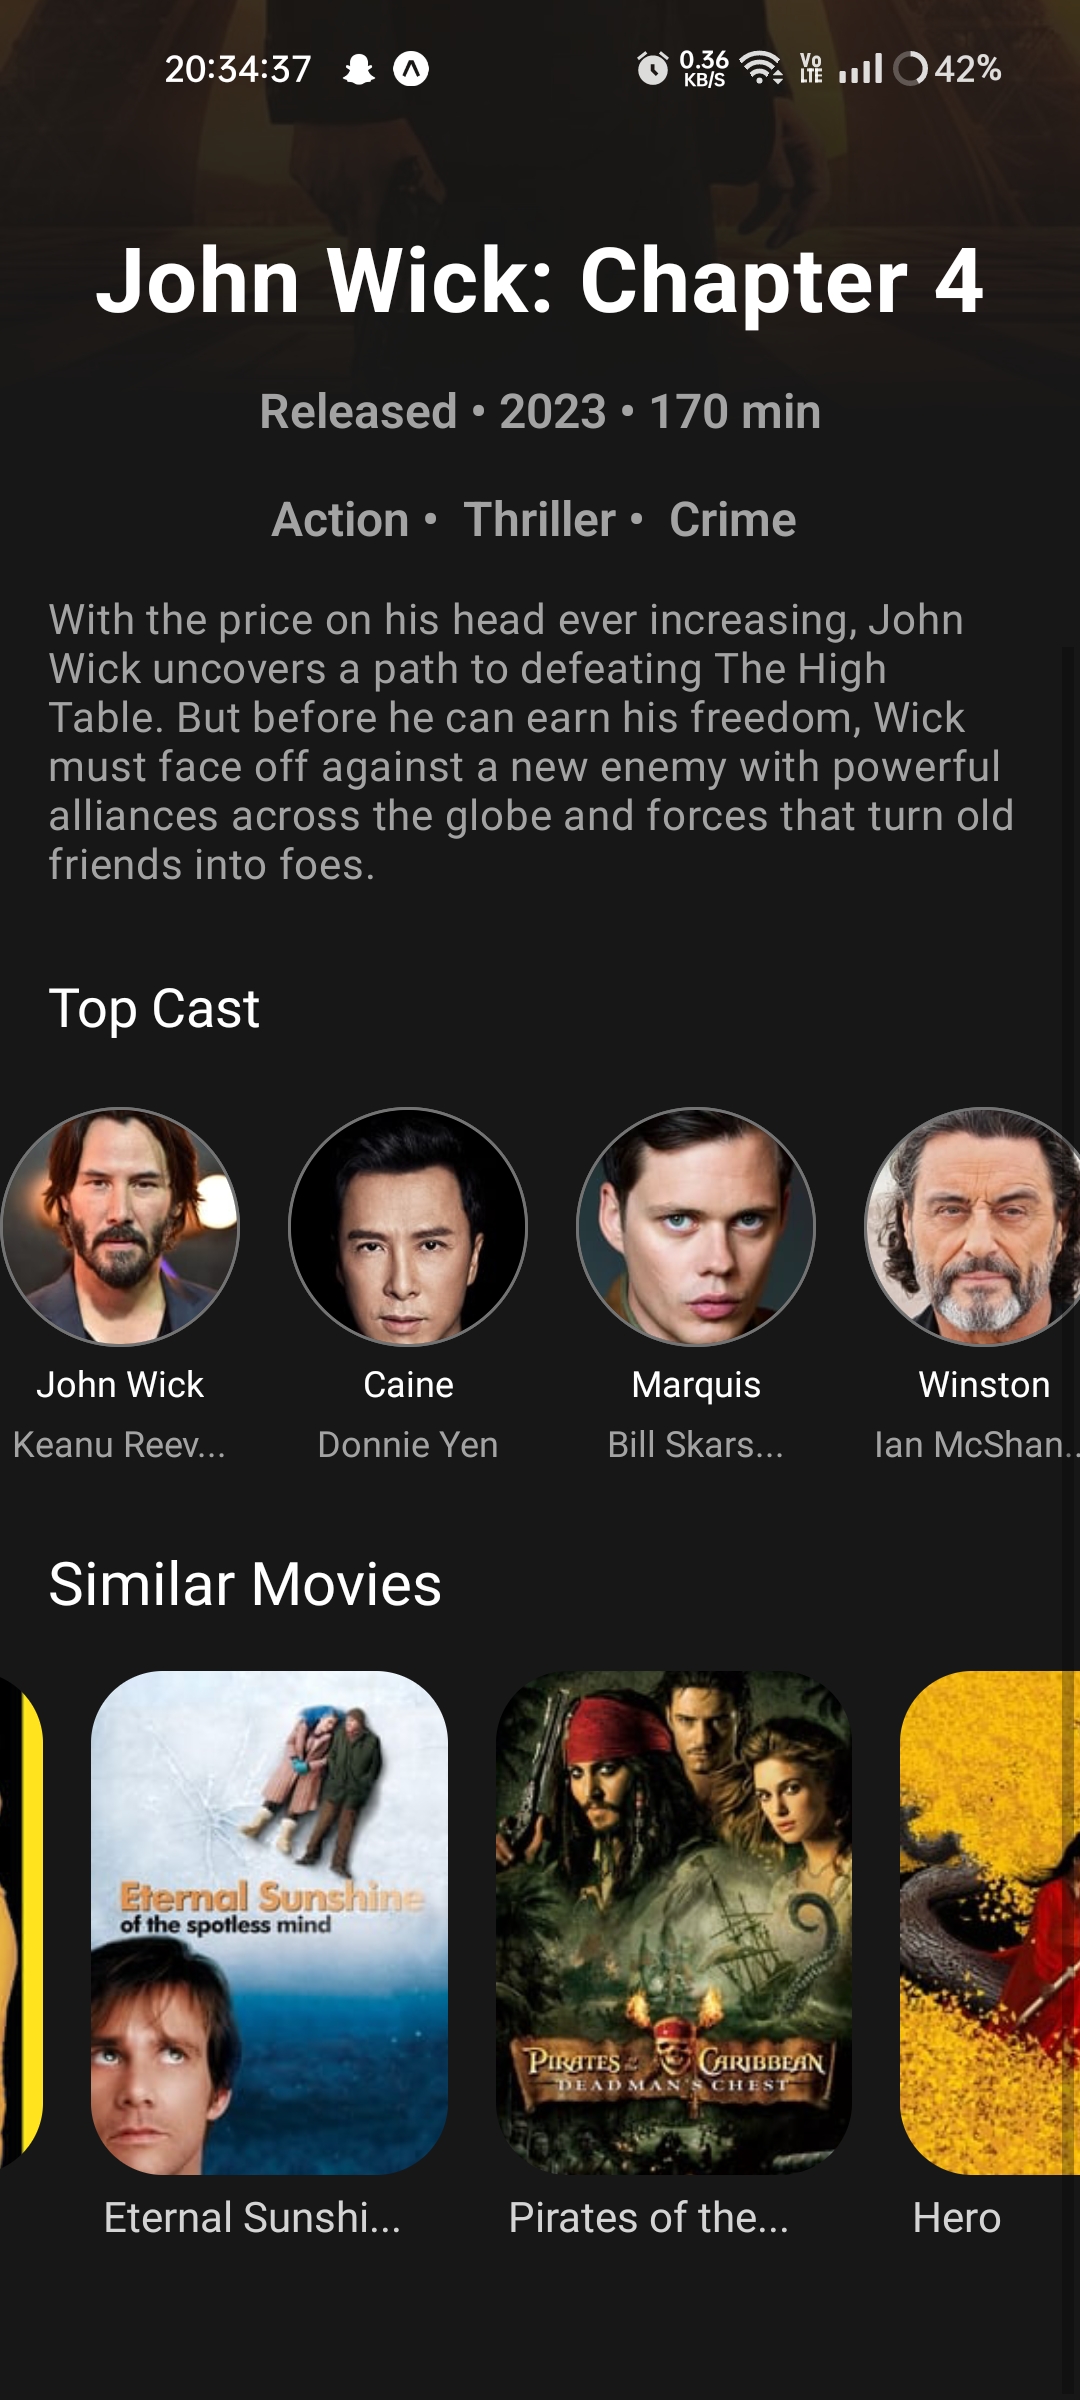 20:34:37
0.36 KB/S
Vo LTE
42%
John Wick: Chapter 4
Released • 2023 • 170 min
Action • Thriller • Crime
With the price on his head ever increasing, John
Wick uncovers a path to defeating The High
Table. But before he can earn his freedom, Wick
must face off against a new enemy with powerful
alliances across the globe and forces that turn old
friends into foes.
Top Cast
John Wick
Keanu Reev...
Caine
Donnie Yen
Marquis
Bill Skars...
Winston
Ian McShan...
Similar Movies
Eternal Sunshine
of the spotless mind
PIRATES OF THE CARIBBEAN
DEAD MAN'S CHEST
Eternal Sunshi...
Pirates of the...
Hero